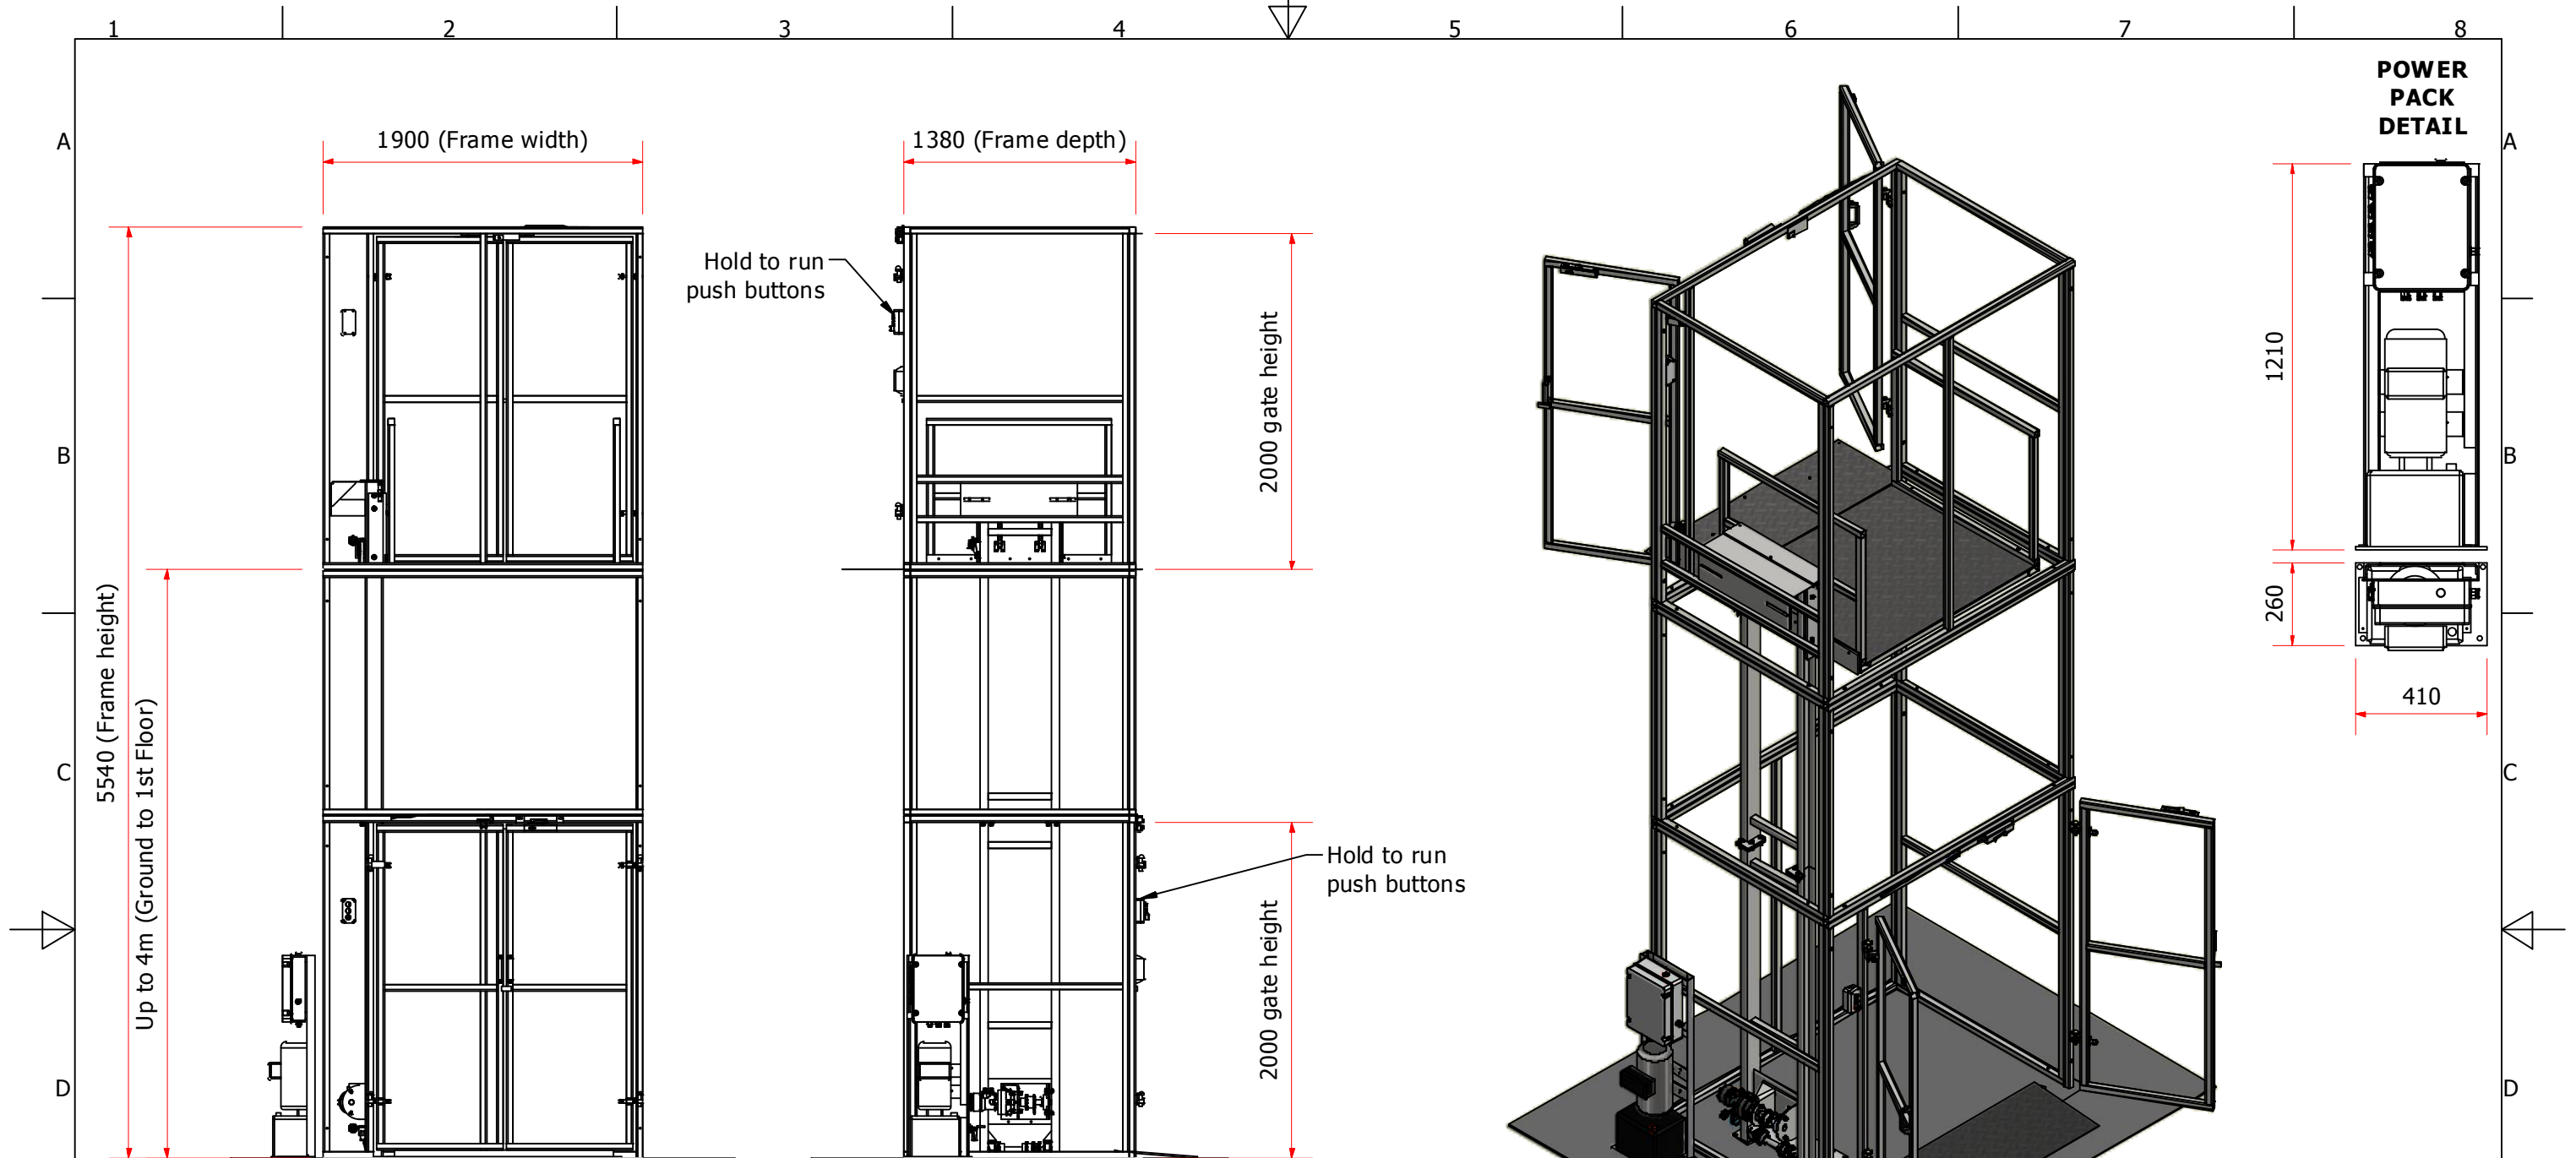 1 2 3 4 5 6 7 8
POWER
PACK
DETAIL
A
A
1900 (Frame width)
1380 (Frame depth)
Hold to run
push buttons
2000 gate height
1210
B
B
5540 (Frame height)
Up to 4m (Ground to 1st Floor)
260
410
C
C
Hold to run
push buttons
2000 gate height
D
D